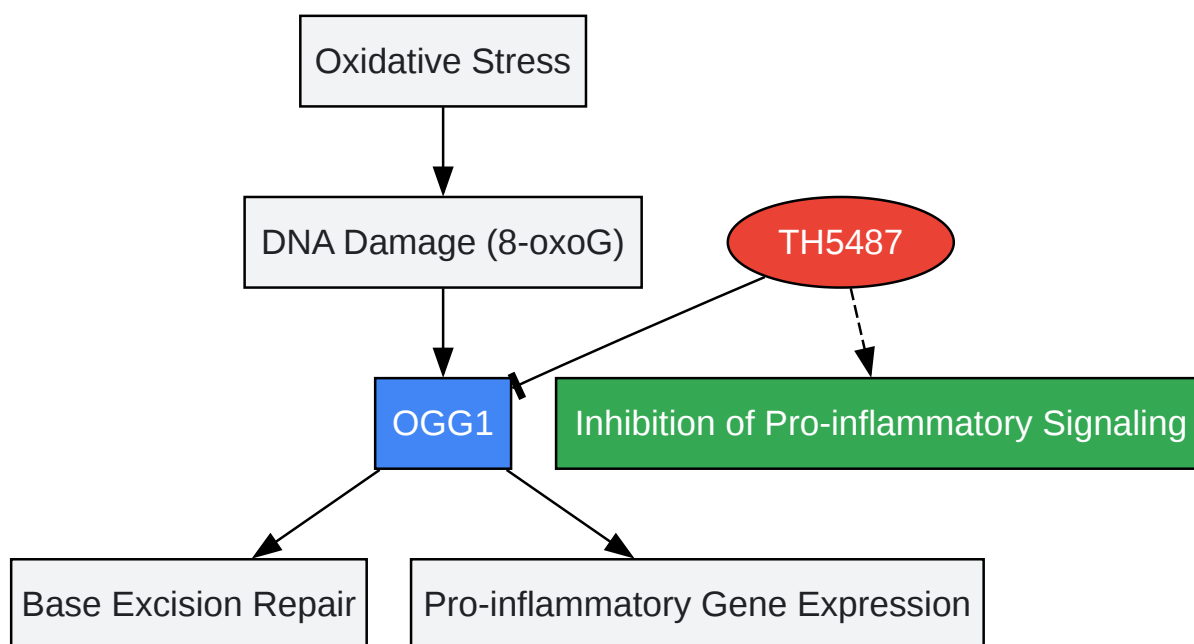 Oxidative Stress
DNA Damage (8-oxoG)
TH5487
OGG1
Inhibition of Pro-inflammatory Signaling
Base Excision Repair
Pro-inflammatory Gene Expression